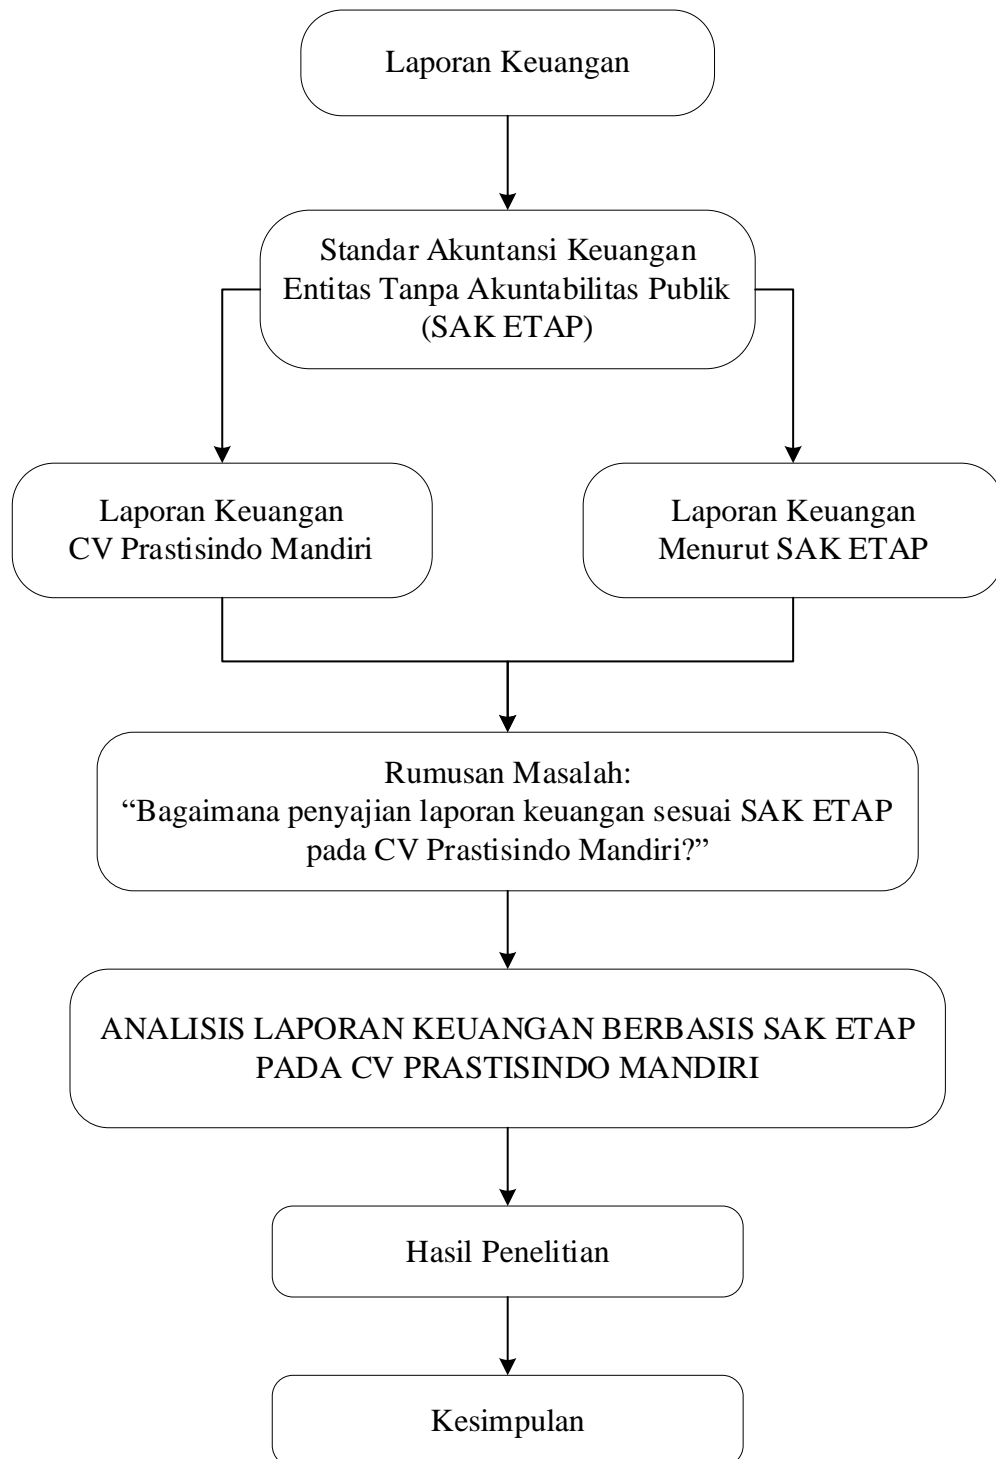 Laporan Keuangan
Standar Akuntansi Keuangan
Entitas Tanpa Akuntabilitas Publik
(SAK ETAP)
Laporan Keuangan
CV Prastisindo Mandiri
Laporan Keuangan
Menurut SAK ETAP
Rumusan Masalah:
“Bagaimana penyajian laporan keuangan sesuai SAK ETAP
pada CV Prastisindo Mandiri?”
ANALISIS LAPORAN KEUANGAN BERBASIS SAK ETAP
PADA CV PRASTISINDO MANDIRI
Hasil Penelitian
Kesimpulan